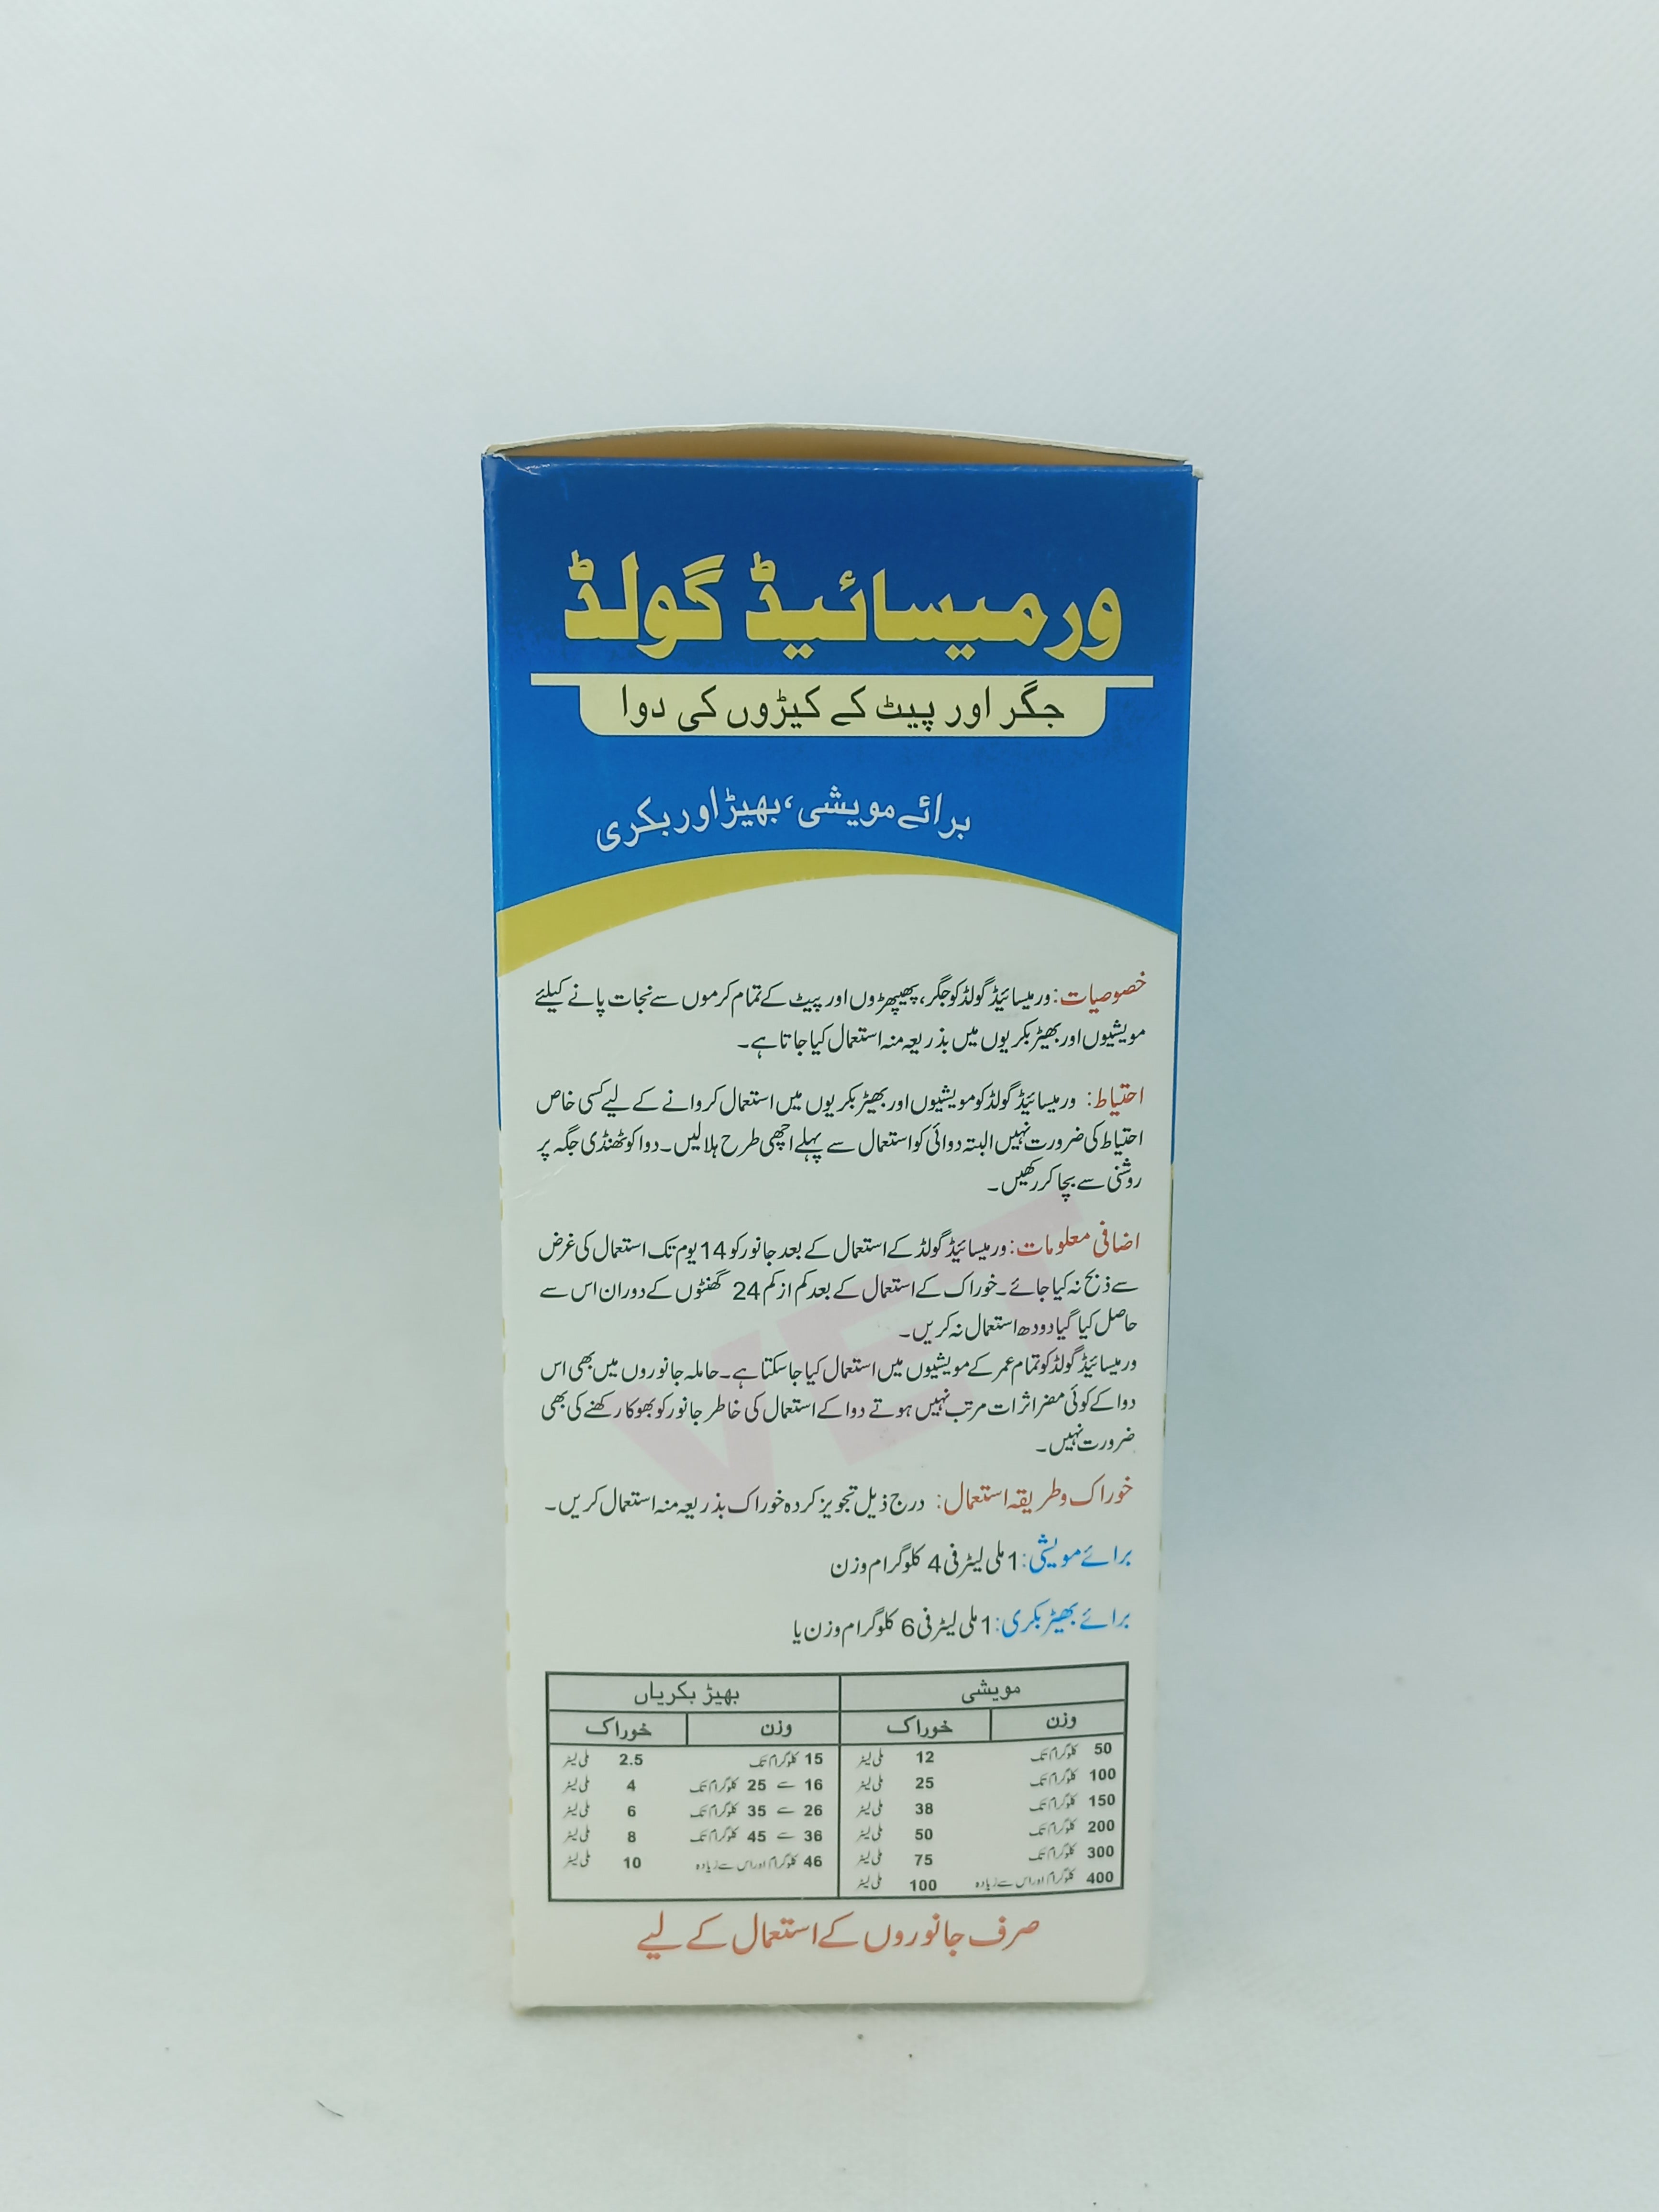 ورمیسائیڈ گولڈ
جگر اور پیٹ کے کیڑوں کی دوا
برائے مویشی، بھیڑ اور بکری
خصوصیات: ورمیسائیڈ گولڈ کو جگر، پھیپھڑوں اور پیٹ کے تمام کرموں سے نجات پانے کیلئے
مویشیوں اور بھیڑ بکریوں میں بذریعہ منہ استعمال کیا جاتا ہے۔
احتیاط: ورمیسائیڈ گولڈ کو مویشیوں اور بھیڑ بکریوں میں استعمال کروانے کے لیے کسی خاص
احتیاط کی ضرورت نہیں البتہ دوائی کو استعمال سے پہلے اچھی طرح ہلا لیں۔ دوا کو ٹھنڈی جگہ پر
روشنی سے بچا کر رکھیں۔
اضافی معلومات: ورمیسائیڈ گولڈ کے استعمال کے بعد جانور کو 14 یوم تک استعمال کی غرض
سے ذبح نہ کیا جائے۔ خوراک کے استعمال کے بعد کم از کم 24 گھنٹوں کے دوران اس سے
حاصل کیا گیا دودھ استعمال نہ کریں۔
ورمیسائیڈ گولڈ کو تمام عمر کے مویشیوں میں استعمال کیا جا سکتا ہے۔ حاملہ جانوروں میں بھی اس
دوا کے کوئی مضر اثرات مرتب نہیں ہوتے دوا کے استعمال کی خاطر جانور کو بھوکا رکھنے کی بھی
ضرورت نہیں۔
VET
خوراک و طریقہ استعمال: درج ذیل تجویز کردہ خوراک بذریعہ منہ استعمال کریں۔
برائے مویشی: 1 ملی لیٹر فی 4 کلوگرام وزن
برائے بھیڑ بکری: 1 ملی لیٹر فی 6 کلوگرام وزن یا
مویشی بھیڑ بکریاں
وزن خوراک وزن خوراک
50 کلوگرام تک 12 ملی لیٹر 15 کلوگرام تک 2.5 ملی لیٹر
100 کلوگرام تک 25 ملی لیٹر 16 سے 25 کلوگرام تک 4 ملی لیٹر
150 کلوگرام تک 38 ملی لیٹر 26 سے 35 کلوگرام تک 6 ملی لیٹر
200 کلوگرام تک 50 ملی لیٹر 36 سے 45 کلوگرام تک 8 ملی لیٹر
300 کلوگرام تک 75 ملی لیٹر 46 کلوگرام اور اس سے زیادہ 10 ملی لیٹر
400 کلوگرام اور اس سے زیادہ 100 ملی لیٹر
صرف جانوروں کے استعمال کے لیے